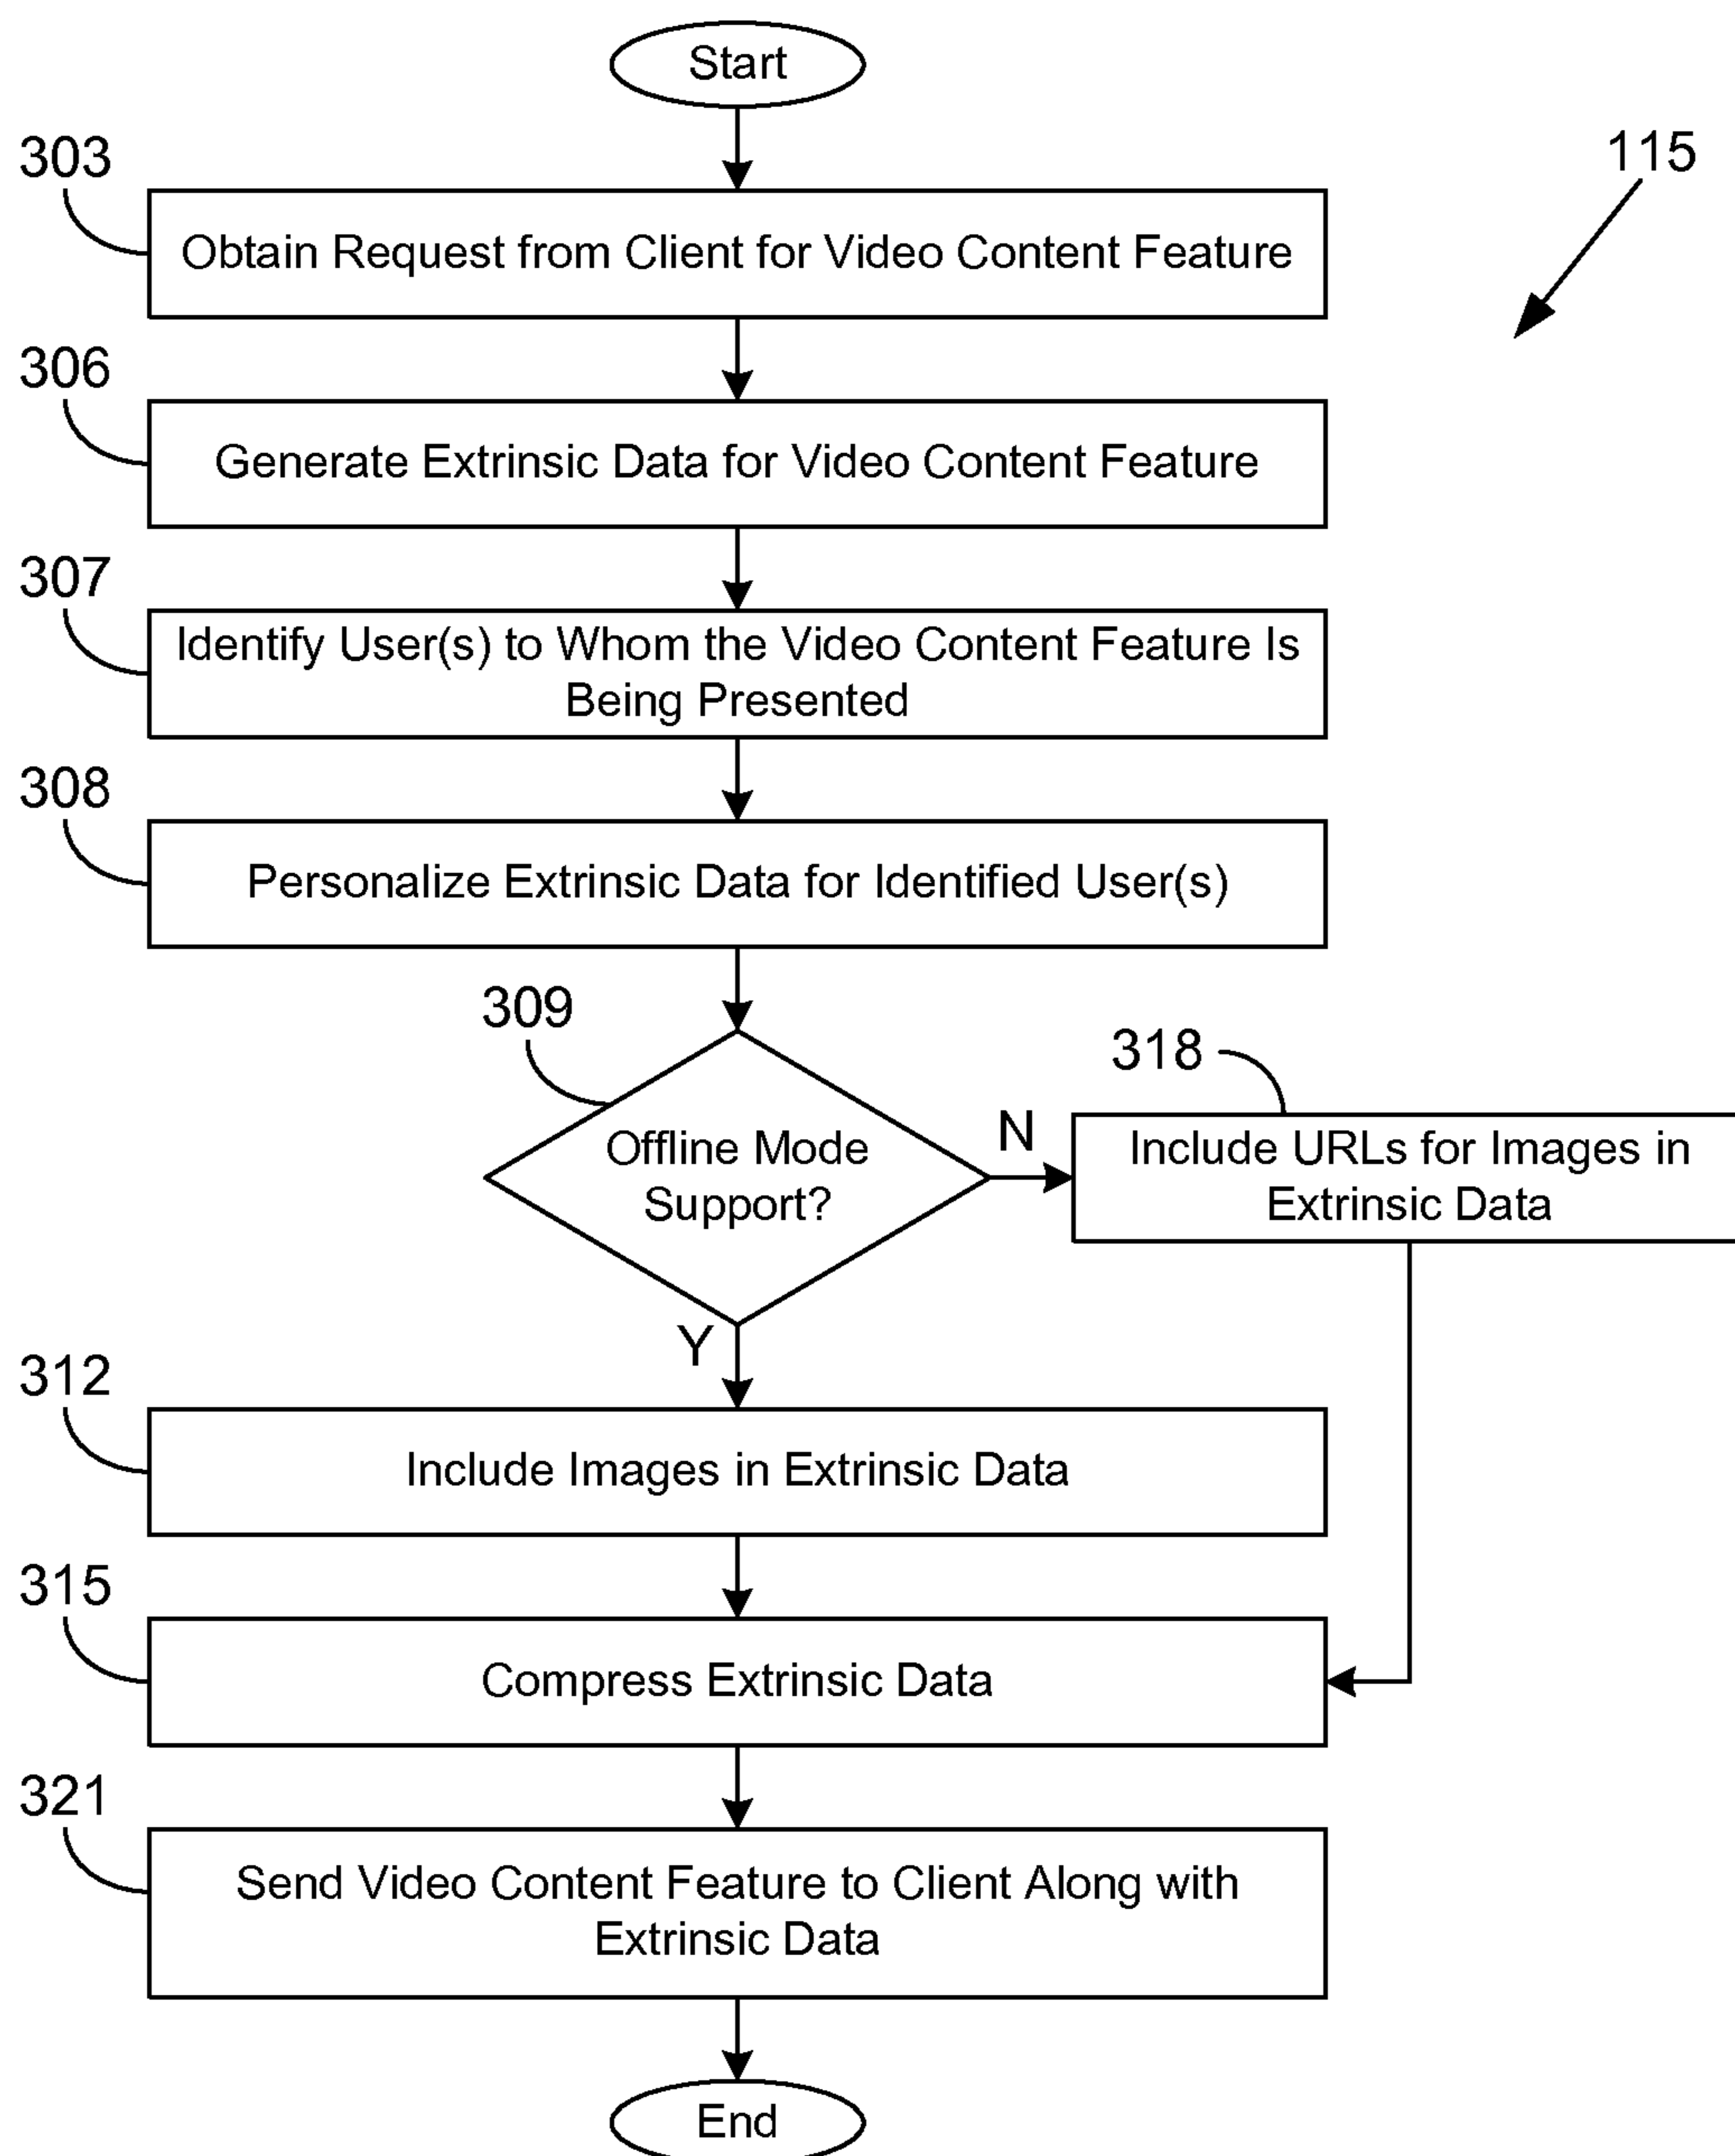 Start
303
115
Obtain Request from Client for Video Content Feature
306
Generate Extrinsic Data for Video Content Feature
307
Identify User(s) to Whom the Video Content Feature Is
Being Presented
308
Personalize Extrinsic Data for Identified User(s)
309
318
Offline Mode
Support?
N
Include URLs for Images in
Extrinsic Data
Y
312
Include Images in Extrinsic Data
315
Compress Extrinsic Data
321
Send Video Content Feature to Client Along with
Extrinsic Data
End